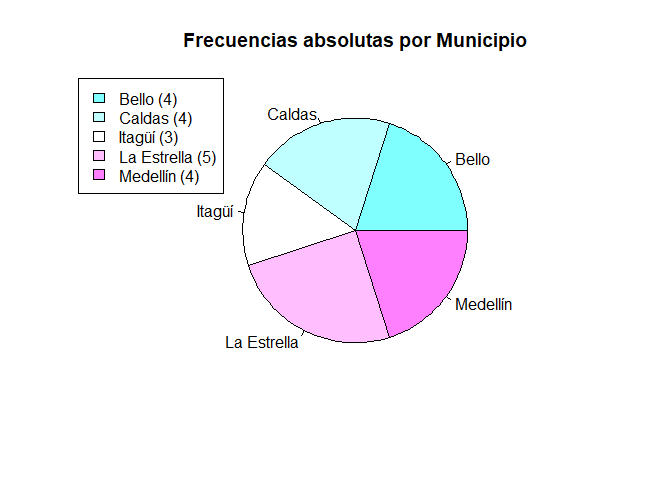 Frecuencias absolutas por Municipio
Bello (4)
Caldas (4)
Itagüí (3)
La Estrella (5)
Medellín (4)
Caldas
Bello
Itagüí
Medellín
La Estrella